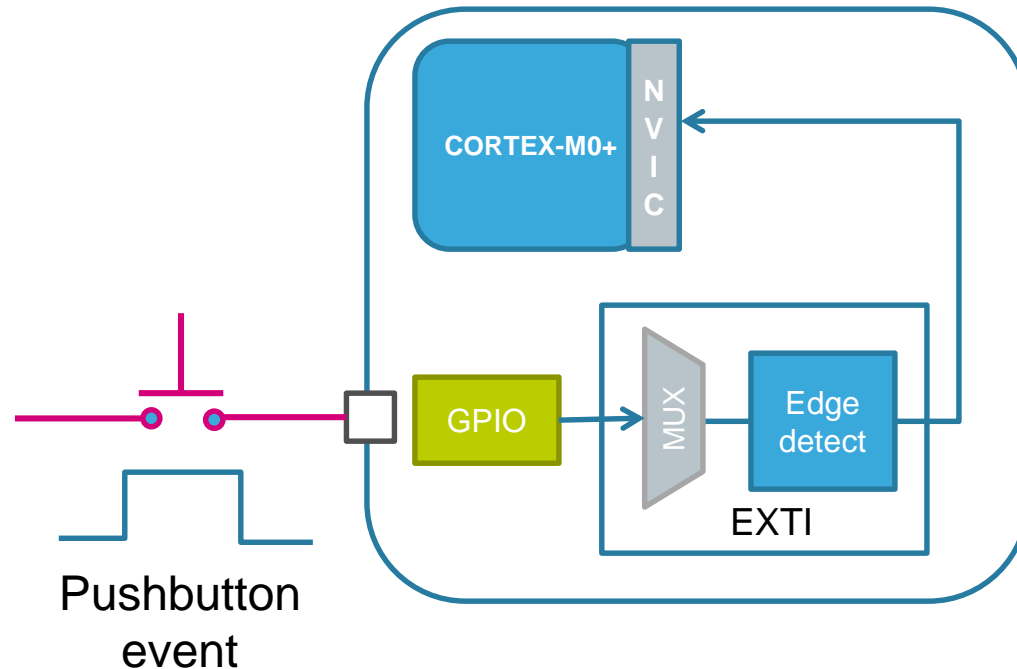 CORTEX-M0+
N
V
I
C
GPIO
MUX
Edge
detect
EXTI
Pushbutton
event